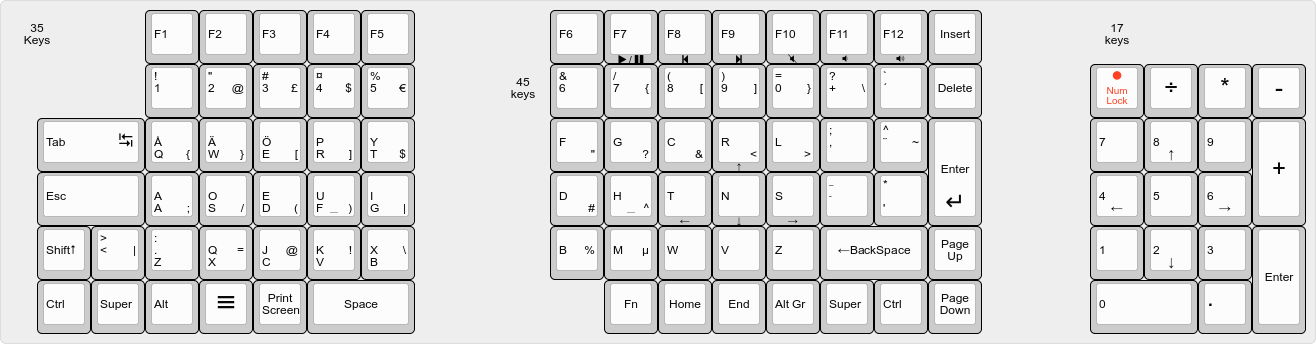 35
Keys
F1 F2 F3 F4 F5
F6 F7 F8 F9 F10 F11 F12 Insert
17
keys
! " # ¤ %
1 2 @ 3 £ 4 $ 5 €
45
keys
& / ( ) = ? `
6 7 { 8 [ 9 ] 0 } + \ ´ Delete
Num
Lock
÷ * -
Tab
Å Ä Ö P Y
Q { W } E [ R ] T $
F " G ? C & R < L >
; ^
, ¨ ~
↑
Enter
↵
7 8 ↑ 9 +
Esc
A O E U I
A ; S / D ( F _ ) G |
D # H _ ^ T N S
_ *
- '
← ↓ →
4 ← 5 6 →
Shift↑
>
< |
:
.
Z
Q =
X
J @
C
K !
V
X \
B
B % M µ W V Z ←BackSpace
Page
Up
1 2 ↓ 3
Enter
Ctrl Super Alt ≡
Print
Screen
Space
Fn Home End Alt Gr Super Ctrl
Page
Down
0 .